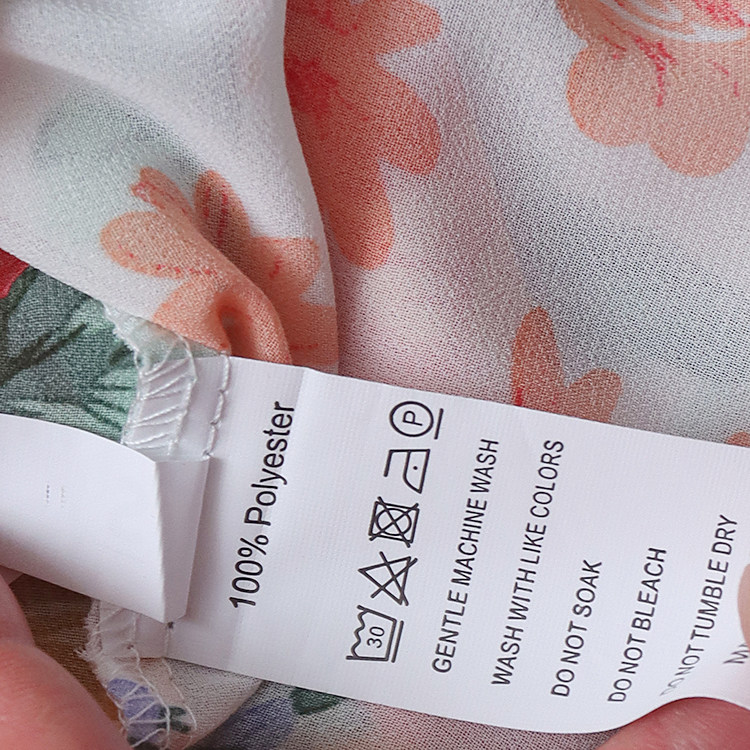 100% Polyester
30 P
GENTLE MACHINE WASH
WASH WITH LIKE COLORS
DO NOT SOAK
DO NOT BLEACH
DO NOT TUMBLE DRY